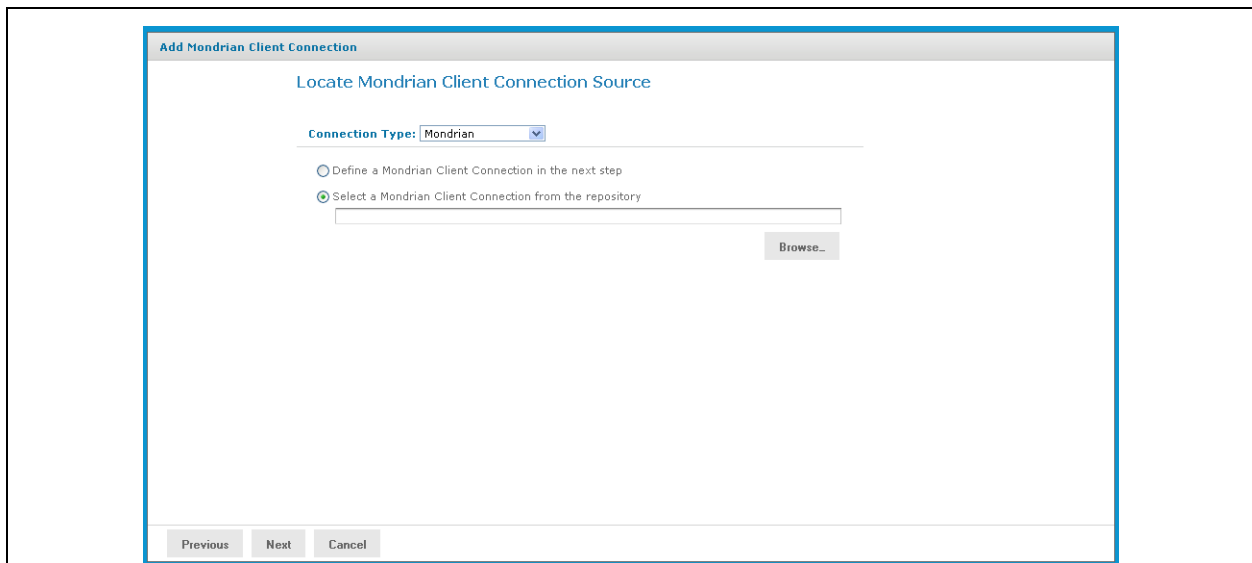 Add Mondrian Client Connection
Locate Mondrian Client Connection Source
Connection Type: Mondrian
Define a Mondrian Client Connection in the next step
Select a Mondrian Client Connection from the repository
Browse...
Previous Next Cancel